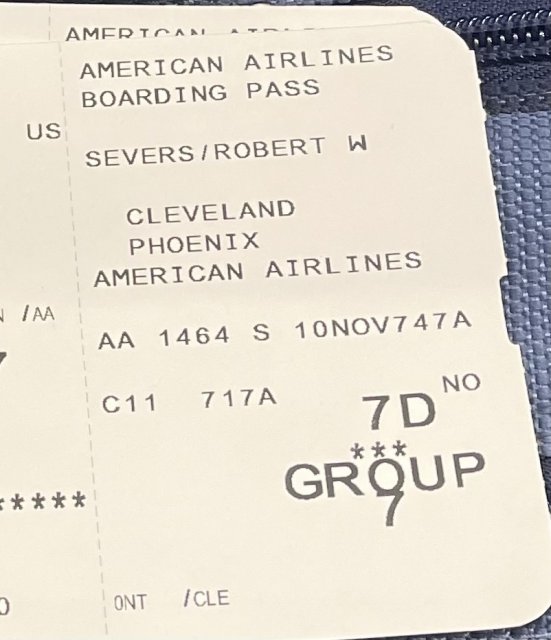 AMERICAN AIRLINES
BOARDING PASS
US
SEVERS/ROBERT W
CLEVELAND
PHOENIX
AMERICAN AIRLINES
/AA
AA 1464 S 10NOV747A
C11 717A
7D NO
***
GROUP
7
*****
ONT /CLE